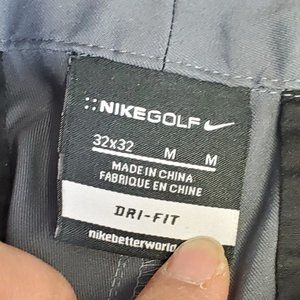 NIKEGOLF
32x32 M M
MADE IN CHINA
FABRIQUE EN CHINE
DRI-FIT
nikebetterworld